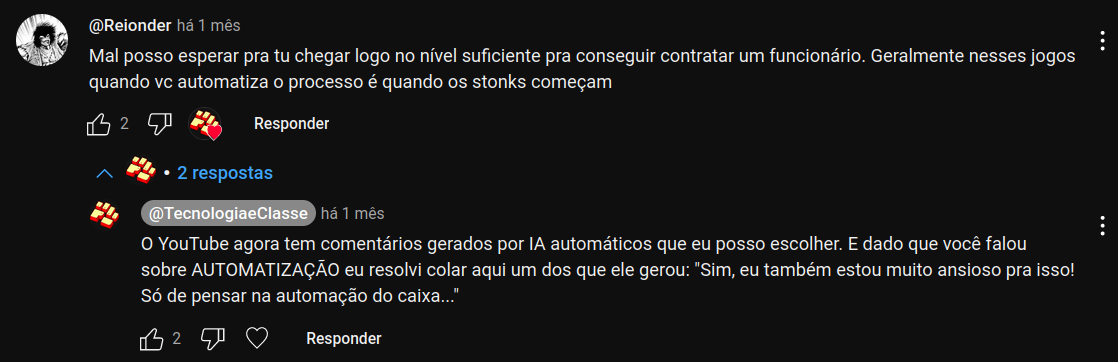 @Reionder há 1 mês
Mal posso esperar pra tu chegar logo no nível suficiente pra conseguir contratar um funcionário. Geralmente nesses jogos
quando vc automatiza o processo é quando os stonks começam
2 Responder
• 2 respostas
@TecnologiaeClasse há 1 mês
O YouTube agora tem comentários gerados por IA automáticos que eu posso escolher. E dado que você falou
sobre AUTOMATIZAÇÃO eu resolvi colar aqui um dos que ele gerou: "Sim, eu também estou muito ansioso pra isso!
Só de pensar na automação do caixa..."
2 Responder